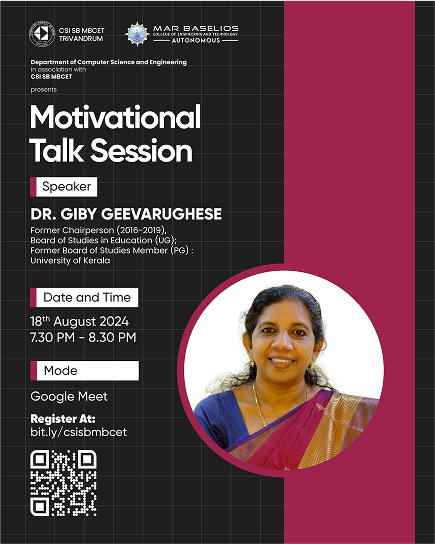 CSI SB MBCET
TRIVANDRUM
MAR BASELIOS
COLLEGE OF ENGINEERING AND TECHNOLOGY
AUTONOMOUS
Department of Computer Science and Engineering
in association with
CSI SB MBCET
presents
Motivational
Talk Session
Speaker
DR. GIBY GEEVARUGHESE
Former Chairperson (2016-2019),
Board of Studies in Education (UG);
Former Board of Studies Member (PG) :
University of Kerala
Date and Time
18th August 2024
7.30 PM - 8.30 PM
Mode
Google Meet
Register At:
bit.ly/csisbmbcet